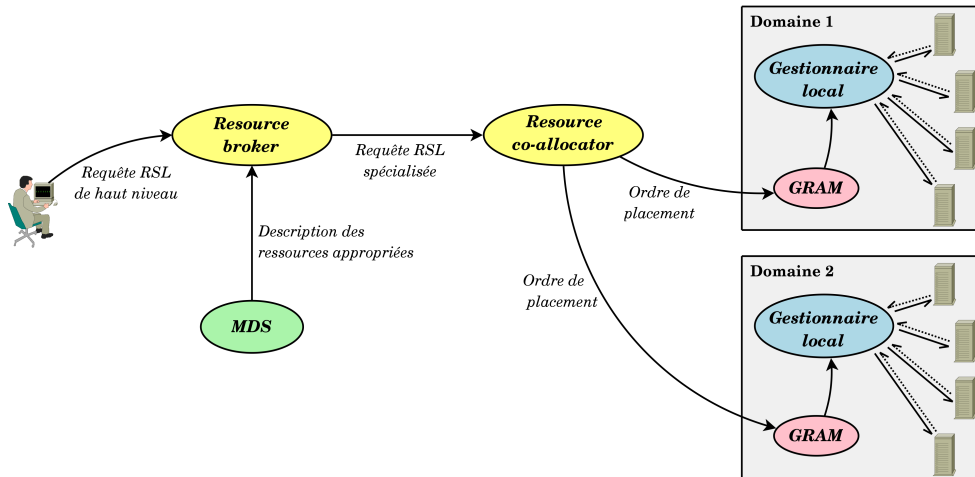 Requête RSL
de haut niveau
Resource
broker
Description des
ressources appropriées
MDS
Requête RSL
spécialisée
Resource
co-allocator
Ordre de
placement
Ordre de
placement
Domaine 1
Gestionnaire
local
GRAM
Domaine 2
Gestionnaire
local
GRAM